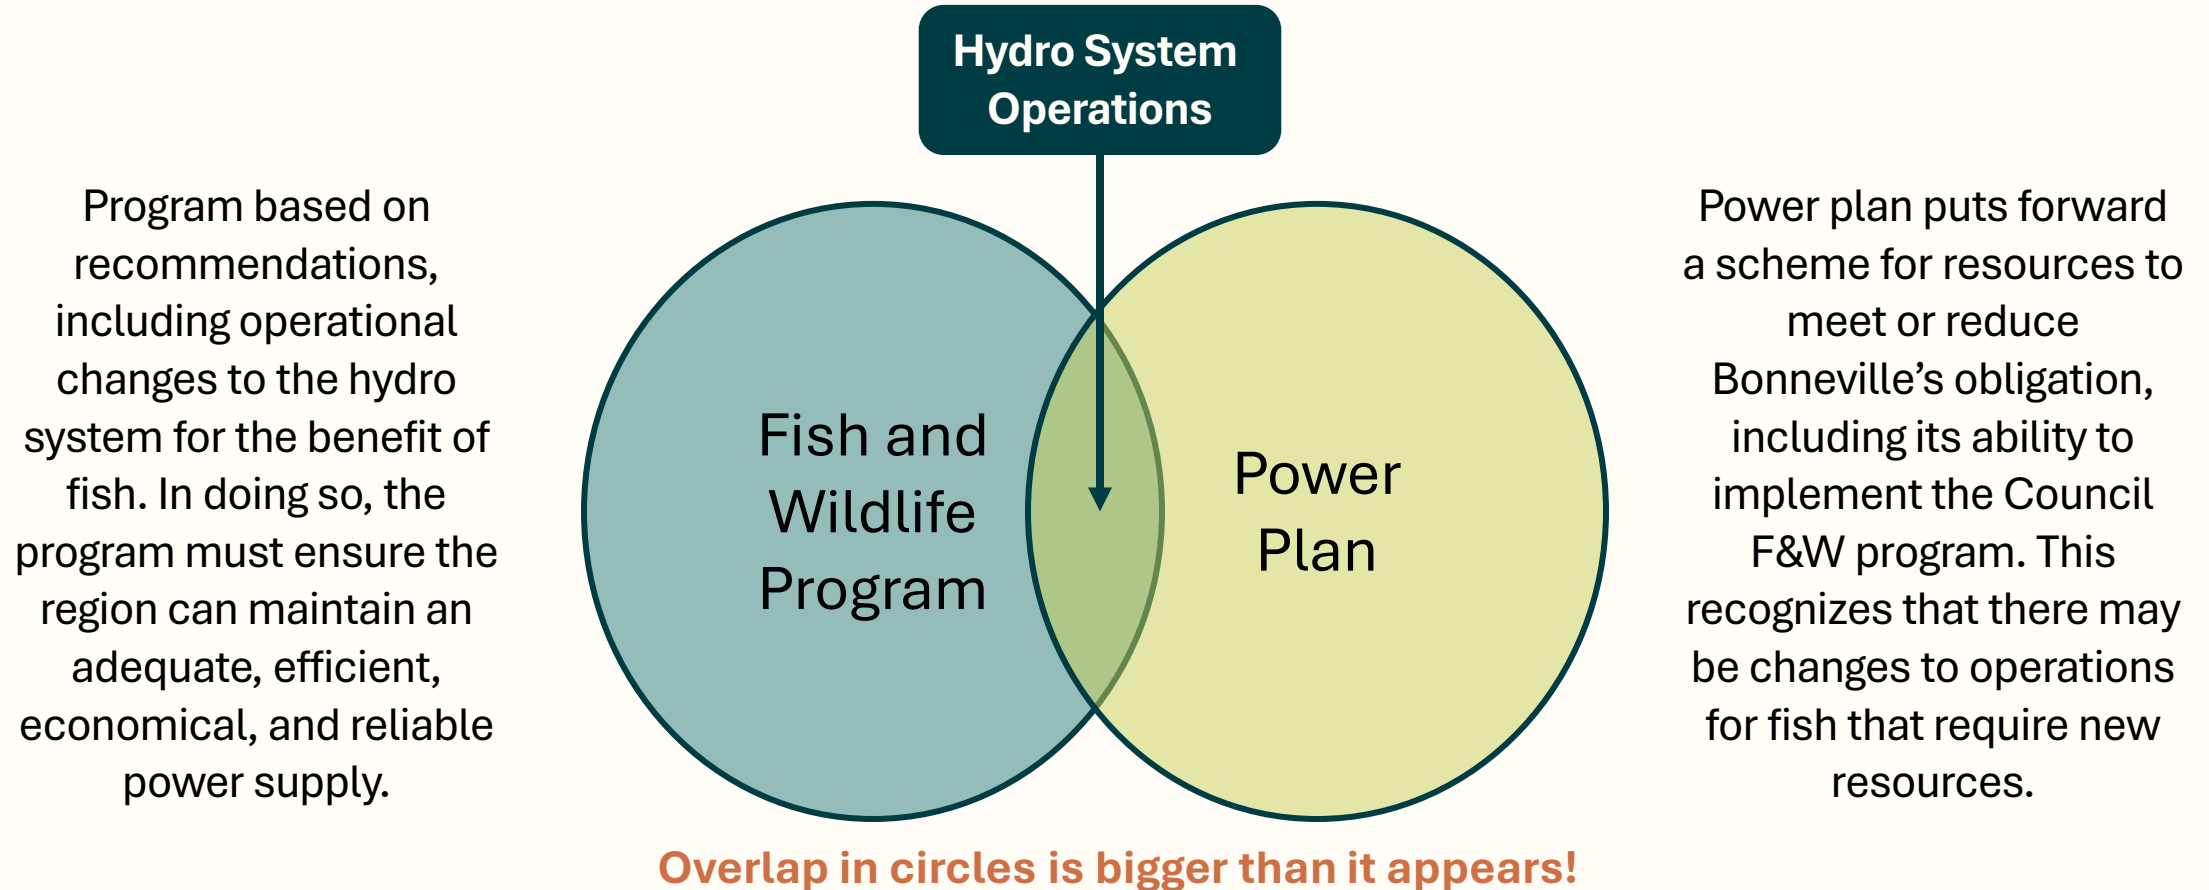 Hydro System
Operations
Program based on
recommendations,
including operational
changes to the hydro
system for the benefit of
fish. In doing so, the
program must ensure the
region can maintain an
adequate, efficient,
economical, and reliable
power supply.
Fish and
Wildlife
Program
Power
Plan
Power plan puts forward
a scheme for resources to
meet or reduce
Bonneville’s obligation,
including its ability to
implement the Council
F&W program. This
recognizes that there may
be changes to operations
for fish that require new
resources.
Overlap in circles is bigger than it appears!